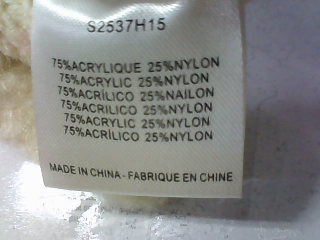 S2537H15
75%ACRYLIQUE 25%NYLON
75%ACRYLIC 25%NYLON
75%ACRÍLICO 25%NAILON
75%ACRILICO 25%NYLON
75%ACRYLIC 25%NYLON
75%ACRÍLICO 25%NYLON
MADE IN CHINA - FABRIQUE EN CHINE